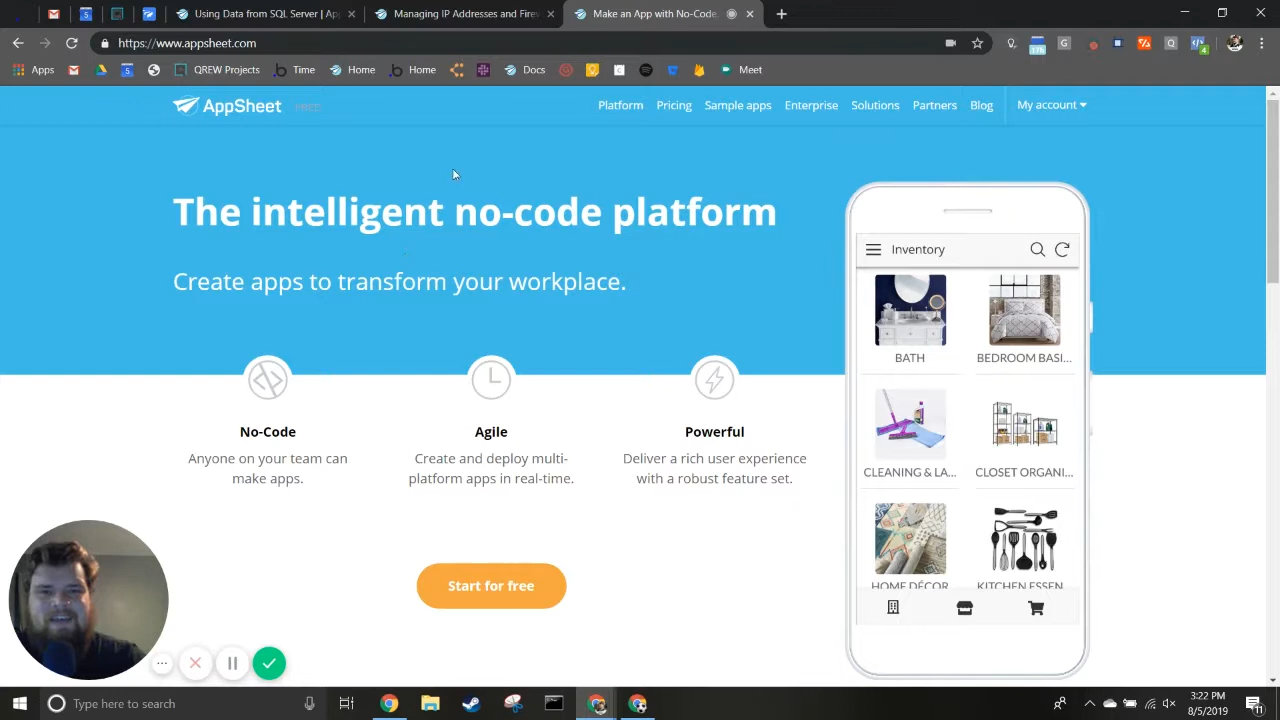 Using Data from SQL Server | Ap
Managing IP Addresses and Firew
Make an App with No-Code.
https://www.appsheet.com
Apps
QREW Projects
Time
Home
Home
Docs
Meet
AppSheet
FREE
Platform
Pricing
Sample apps
Enterprise
Solutions
Partners
Blog
My account
The intelligent no-code platform
Create apps to transform your workplace.
Inventory
BATH
BEDROOM BASI...
CLEANING & LA...
CLOSET ORGANI...
HOME DÉCOR
KITCHEN ESSEN
No-Code
Anyone on your team can
make apps.
Agile
Create and deploy multi-
platform apps in real-time.
Powerful
Deliver a rich user experience
with a robust feature set.
Start for free
Type here to search
3:22 PM
8/5/2019